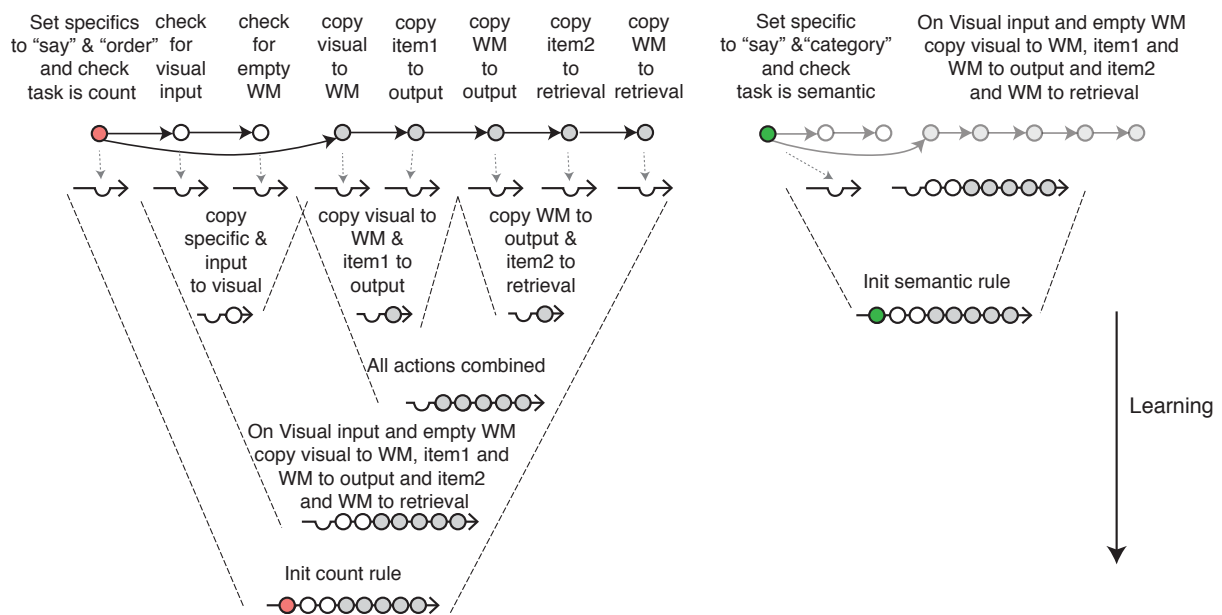 Set specifics
to “say” & “order”
and check
task is count
check
for
visual
input
check
for
empty
WM
copy
visual
to
WM
copy
item1
to
output
copy
WM
to
output
copy
item2
to
retrieval
copy
WM
to
retrieval
Set specific
to “say” &“category”
and check
task is semantic
On Visual input and empty WM
copy visual to WM, item1 and
WM to output and item2
and WM to retrieval
copy
specific &
input
to visual
copy visual to
WM &
item1 to
output
copy WM to
output &
item2 to
retrieval
Init semantic rule
All actions combined
Learning
On Visual input and empty WM
copy visual to WM, item1 and
WM to output and item2
and WM to retrieval
Init count rule